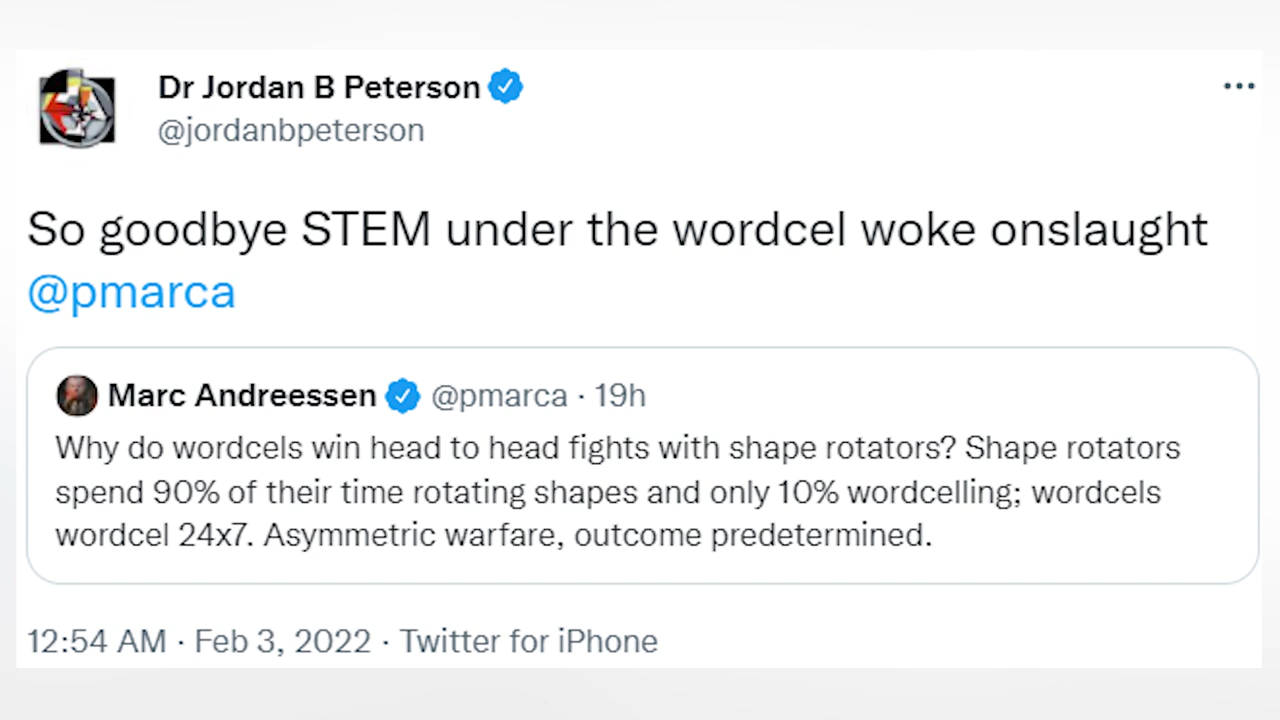 Dr Jordan B Peterson
@jordanbpeterson
So goodbye STEM under the wordcel woke onslaught
@pmarca
Marc Andreessen @pmarca · 19h
Why do wordcels win head to head fights with shape rotators? Shape rotators
spend 90% of their time rotating shapes and only 10% wordcelling; wordcels
wordcel 24x7. Asymmetric warfare, outcome predetermined.
12:54 AM · Feb 3, 2022 · Twitter for iPhone